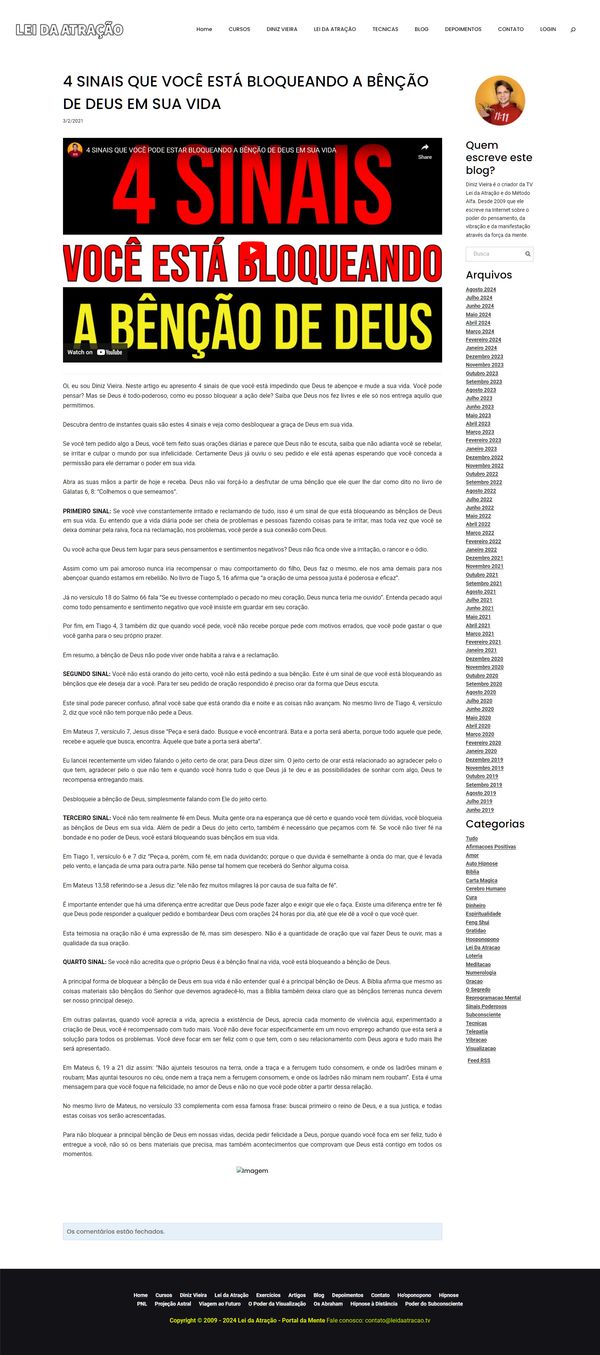 LEI DA ATRAÇÃO
Home CURSOS DINIZ VIEIRA LEI DA ATRAÇÃO TECNICAS BLOG DEPOIMENTOS CONTATO LOGIN
4 SINAIS QUE VOCÊ ESTÁ BLOQUEANDO A BÊNÇÃO
DE DEUS EM SUA VIDA
3/2/2021
4 SINAIS QUE VOCÊ PODE ESTAR BLOQUEANDO A BÊNÇÃO DE DEUS EM SUA VIDA
Share
4 SINAIS
VOCÊ ESTÁ BLOQUEANDO
A BÊNÇÃO DE DEUS
Watch on YouTube
Oi, eu sou Diniz Vieira. Neste artigo eu apresento 4 sinais de que você está impedindo que Deus te abençoe e mude a sua vida. Você pode
pensar? Mas se Deus é todo-poderoso, como eu posso bloquear a ação dele? Saiba que Deus nos fez livres e ele só nos entrega aquilo que
permitimos.
Descubra dentro de instantes quais são estes 4 sinais e veja como desbloquear a graça de Deus em sua vida.
Se você tem pedido algo a Deus, você tem feito suas orações diárias e parece que Deus não te escuta, saiba que não adianta você se rebelar,
se irritar e culpar o mundo por sua infelicidade. Certamente Deus já ouviu o seu pedido e ele está apenas esperando que você conceda a
permissão para ele derramar o poder em sua vida.
Abra as suas mãos a partir de hoje e receba. Deus não vai forçá-lo a desfrutar de uma bênção que ele quer lhe dar como dito no livro de
Gálatas 6, 8: “Colhemos o que semeamos”.
PRIMEIRO SINAL: Se você vive constantemente irritado e reclamando de tudo, isso é um sinal de que está bloqueando as bênçãos de Deus
em sua vida. Eu entendo que a vida diária pode ser cheia de problemas e pessoas fazendo coisas para te irritar, mas toda vez que você se
deixa dominar pela raiva, foca na reclamação, nos problemas, você perde a sua conexão com Deus.
Ou você acha que Deus tem lugar para seus pensamentos e sentimentos negativos? Deus não fica onde vive a irritação, o rancor e o ódio.
Assim como um pai amoroso nunca iria recompensar o mau comportamento do filho, Deus faz o mesmo, ele nos ama demais para nos
abençoar quando estamos em rebelião. No livro de Tiago 5, 16 afirma que “a oração de uma pessoa justa é poderosa e eficaz”.
Já no versículo 18 do Salmo 66 fala “Se eu tivesse contemplado o pecado no meu coração, Deus nunca teria me ouvido”. Entenda pecado aqui
como todo pensamento e sentimento negativo que você insiste em guardar em seu coração.
Por fim, em Tiago 4, 3 também diz que quando você pede, você não recebe porque pede com motivos errados, que você pode gastar o que
você ganha para o seu próprio prazer.
Em resumo, a bênção de Deus não pode viver onde habita a raiva e a reclamação.
SEGUNDO SINAL: Você não está orando do jeito certo, você não está pedindo a sua bênção. Este é um sinal de que você está bloqueando as
bênçãos que ele deseja dar a você. Para ter seu pedido de oração respondido é preciso orar da forma que Deus escuta.
Este sinal pode parecer confuso, afinal você sabe que está orando dia e noite e as coisas não avançam. No mesmo livro de Tiago 4, versículo
2, diz que você não tem porque não pede a Deus.
Em Mateus 7, versículo 7, Jesus disse “Peça e será dado. Busque e você encontrará. Bata e a porta será aberta, porque todo aquele que pede,
recebe e aquele que busca, encontra. Àquele que bate a porta será aberta”.
Eu lancei recentemente um vídeo falando o jeito certo de orar, para Deus dizer sim. O jeito certo de orar está relacionado ao agradecer pelo o
que tem, agradecer pelo o que não tem e quando você honra tudo o que Deus já te deu e as possibilidades de sonhar com algo, Deus te
recompensa entregando mais.
Desbloqueie a bênção de Deus, simplesmente falando com Ele do jeito certo.
TERCEIRO SINAL: Você não tem realmente fé em Deus. Muita gente ora na esperança que dê certo e quando você tem dúvidas, você bloqueia
as bênçãos de Deus em sua vida. Além de pedir a Deus do jeito certo, também é necessário que peçamos com fé. Se você não tiver fé na
bondade e no poder de Deus, você estará bloqueando suas bênçãos em sua vida.
Em Tiago 1, versículo 6 e 7 diz “Peça-a, porém, com fé, em nada duvidando; porque o que duvida é semelhante à onda do mar, que é levada
pelo vento, e lançada de uma para outra parte. Não pense tal homem que receberá do Senhor alguma coisa.
Em Mateus 13,58 referindo-se a Jesus diz: “ele não fez muitos milagres lá por causa de sua falta de fé”.
É importante entender que há uma diferença entre acreditar que Deus pode fazer algo e exigir que ele o faça. Existe uma diferença entre ter fé
que Deus pode responder a qualquer pedido e bombardear Deus com orações 24 horas por dia, até que ele dê a você o que você quer.
Esta teimosia na oração não é uma expressão de fé, mas sim desespero. Não é a quantidade de oração que vai fazer Deus te ouvir, mas a
qualidade da sua oração.
QUARTO SINAL: Se você não acredita que o próprio Deus é a bênção final na vida, você está bloqueando a bênção de Deus.
A principal forma de bloquear a bênção de Deus em sua vida é não entender qual é a principal bênção de Deus. A Bíblia afirma que mesmo as
coisas materiais são bênçãos do Senhor que devemos agradecê-lo, mas a Bíblia também deixa claro que as bênçãos terrenas nunca devem
ser nosso principal desejo.
Em outras palavras, quando você aprecia a vida, aprecia a existência de Deus, aprecia cada momento de vivência aqui, experimentado a
criação de Deus, você é recompensado com tudo mais. Você não deve focar especificamente em um novo emprego achando que esta será a
solução para todos os problemas. Você deve focar em ser feliz com o que tem, com o seu relacionamento com Deus agora e tudo mais lhe
será apresentado.
Em Mateus 6, 19 a 21 diz assim: “Não ajunteis tesouros na terra, onde a traça e a ferrugem tudo consomem, e onde os ladrões minam e
roubam; Mas ajuntai tesouros no céu, onde nem a traça nem a ferrugem consomem, e onde os ladrões não minam nem roubam”. Esta é uma
mensagem para que você foque na felicidade, no amor de Deus e não no que você pode obter a partir dessa relação.
No mesmo livro de Mateus, no versículo 33 complementa com essa famosa frase: buscai primeiro o reino de Deus, e a sua justiça, e todas
estas coisas vos serão acrescentadas.
Para não bloquear a principal bênção de Deus em nossas vidas, decida pedir felicidade a Deus, porque quando você foca em ser feliz, tudo é
entregue a você, não só os bens materiais que precisa, mas também acontecimentos que comprovam que Deus está contigo em todos os
momentos.
Imagem
Os comentários estão fechados.
11:11
Quem
escreve este
blog?
Diniz Vieira é o criador da TV
Lei da Atração e do Método
Alfa. Desde 2009 que ele
escreve na Internet sobre o
poder do pensamento, da
vibração e da manifestação
através da força da mente.
Busca
Arquivos
Agosto 2024
Julho 2024
Junho 2024
Maio 2024
Abril 2024
Março 2024
Fevereiro 2024
Janeiro 2024
Dezembro 2023
Novembro 2023
Outubro 2023
Setembro 2023
Agosto 2023
Julho 2023
Junho 2023
Maio 2023
Abril 2023
Março 2023
Fevereiro 2023
Janeiro 2023
Dezembro 2022
Novembro 2022
Outubro 2022
Setembro 2022
Agosto 2022
Julho 2022
Junho 2022
Maio 2022
Abril 2022
Março 2022
Fevereiro 2022
Janeiro 2022
Dezembro 2021
Novembro 2021
Outubro 2021
Setembro 2021
Agosto 2021
Julho 2021
Junho 2021
Maio 2021
Abril 2021
Março 2021
Fevereiro 2021
Janeiro 2021
Dezembro 2020
Novembro 2020
Outubro 2020
Setembro 2020
Agosto 2020
Julho 2020
Junho 2020
Maio 2020
Abril 2020
Março 2020
Fevereiro 2020
Janeiro 2020
Dezembro 2019
Novembro 2019
Outubro 2019
Setembro 2019
Agosto 2019
Julho 2019
Junho 2019
Categorias
Tudo
Afirmacoes Positivas
Amor
Auto Hipnose
Biblia
Carta Magica
Cerebro Humano
Cura
Dinheiro
Espiritualidade
Feng Shui
Gratidao
Hooponopono
Lei Da Atracao
Loteria
Meditacao
Numerologia
Oracao
O Segredo
Reprogramacao Mental
Sinais Poderosos
Subconsciente
Tecnicas
Telepatia
Vibracao
Visualizacao
Feed RSS
Home Cursos Diniz Vieira Lei da Atração Exercícios Artigos Blog Depoimentos Contato Ho'oponopono Hipnose
PNL Projeção Astral Viagem ao Futuro O Poder da Visualização Os Abraham Hipnose à Distância Poder do Subconsciente
Copyright © 2009 - 2024 Lei da Atração - Portal da Mente Fale conosco: contato@leidaatracao.tv